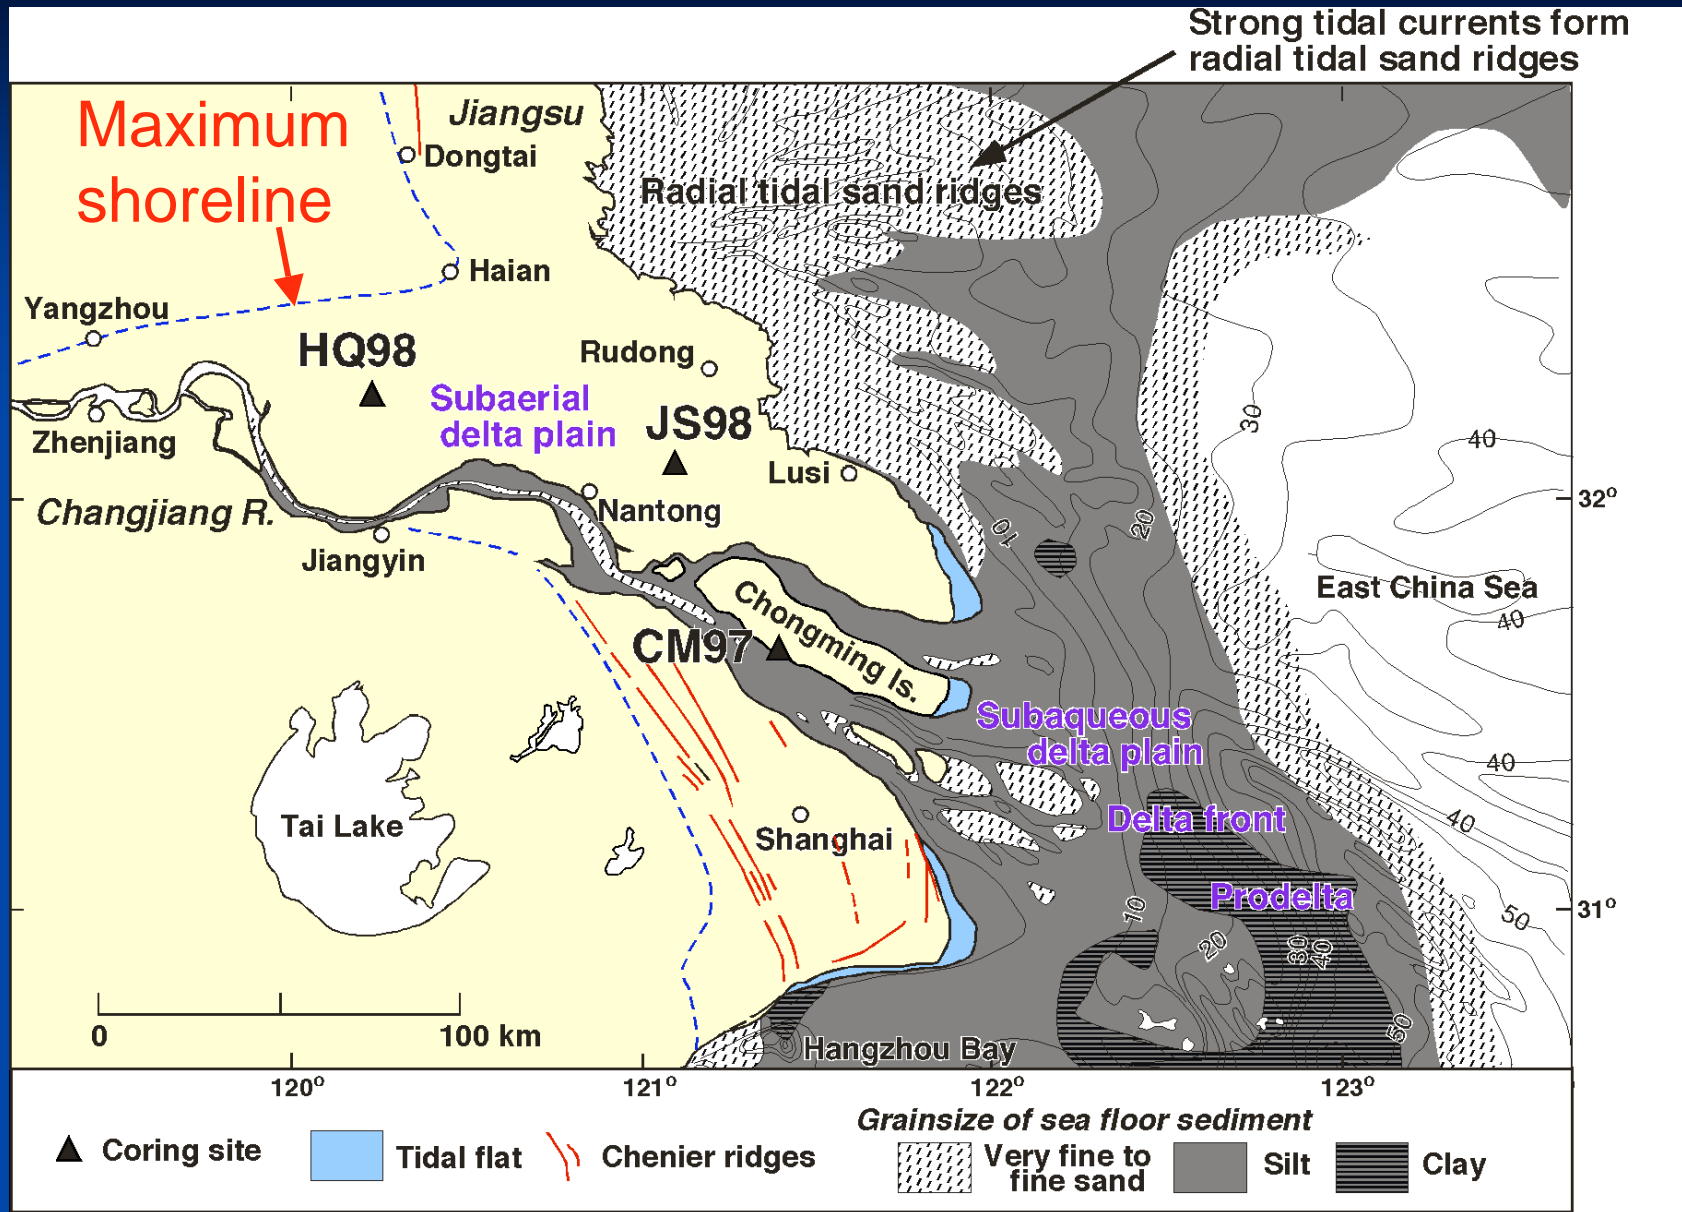 Strong tidal currents form
radial tidal sand ridges
Maximum
shoreline
Jiangsu
Dongtai
Radial tidal sand ridges
Haian
Yangzhou
HQ98
Rudong
Subaerial
delta plain
JS98
Zhenjiang
Lusi
30
40
Changjiang R.
Nantong
32°
10
20
Jiangyin
East China Sea
Chongming Is.
40
CM97
Subaqueous
delta plain
40
Tai Lake
Shanghai
Delta front
40
Prodelta
10
20
30
40
50
31°
50
0
100 km
Hangzhou Bay
120°
121°
122°
123°
Grainsize of sea floor sediment
Coring site
Tidal flat
Chenier ridges
Very fine to
fine sand
Silt
Clay